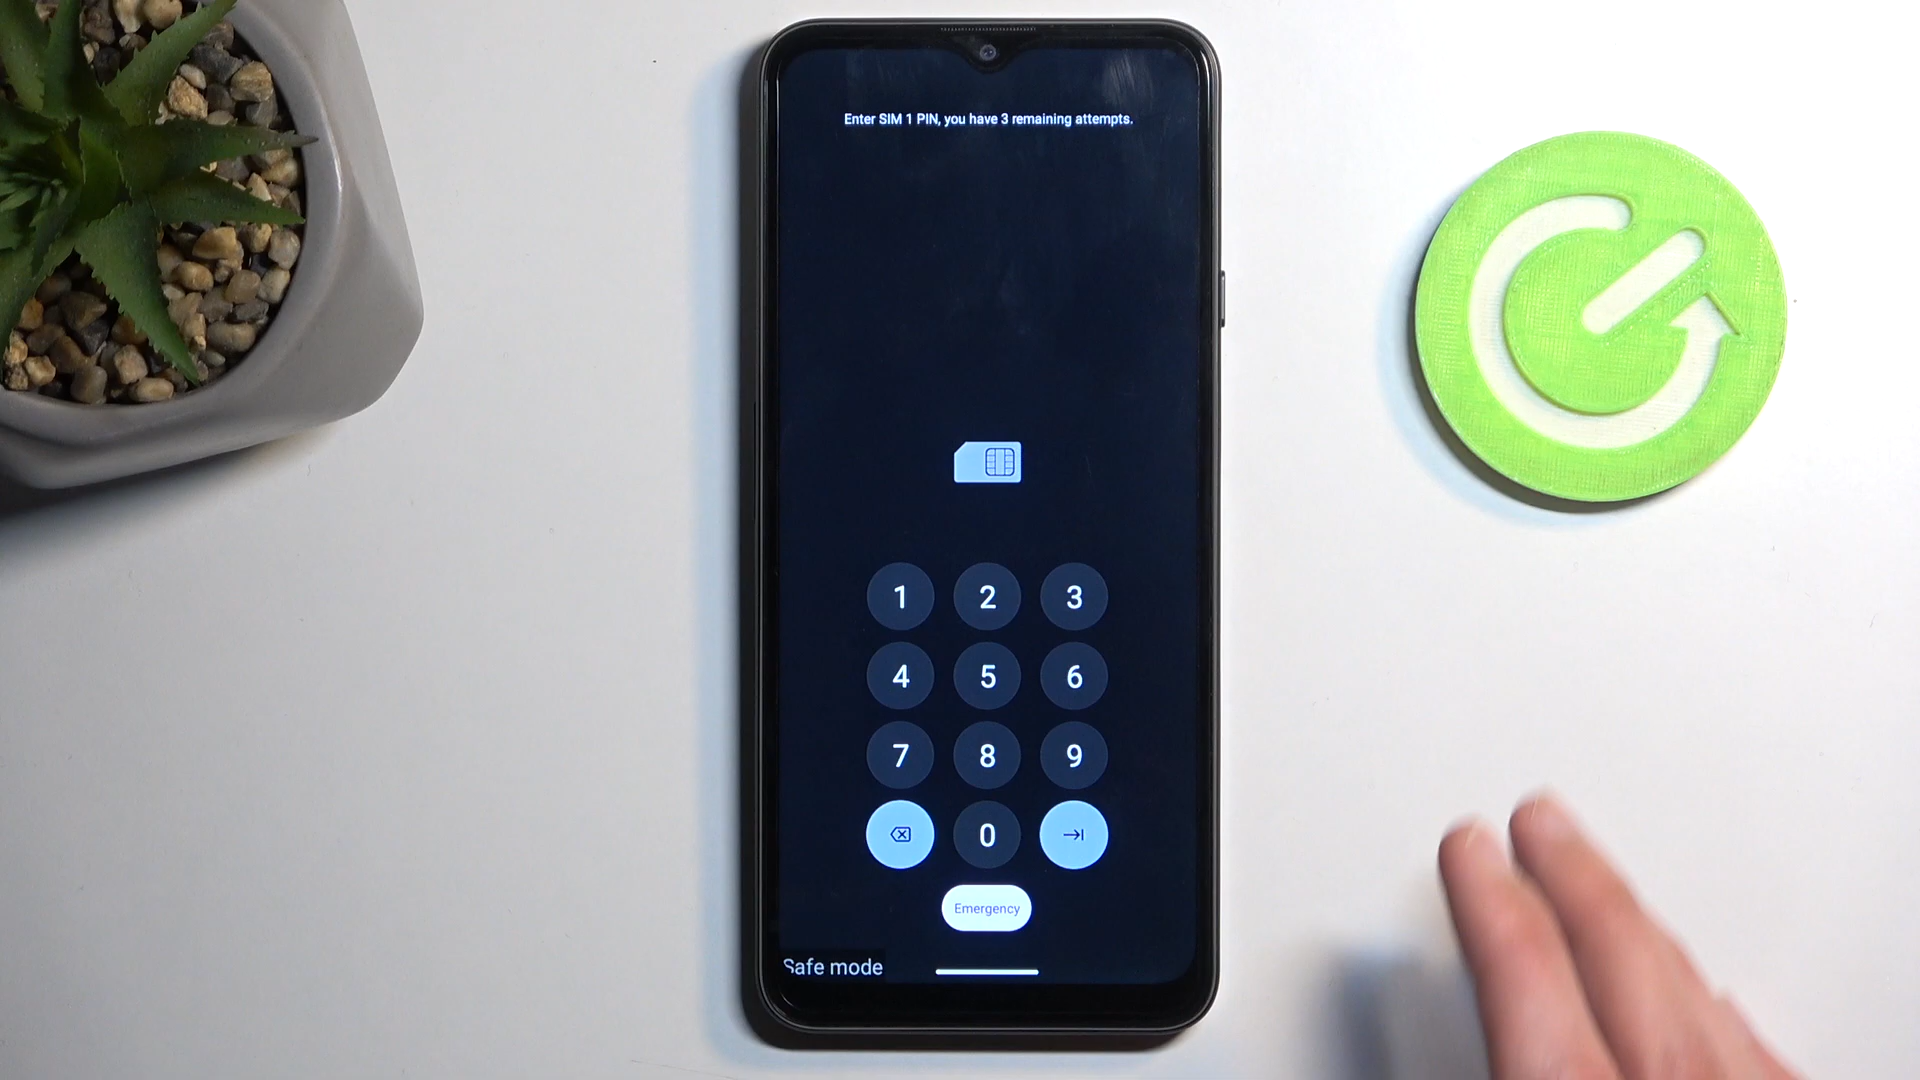 Enter SIM 1 PIN, you have 3 remaining attempts.
1 2 3
4 5 6
7 8 9
0
Emergency
Safe mode